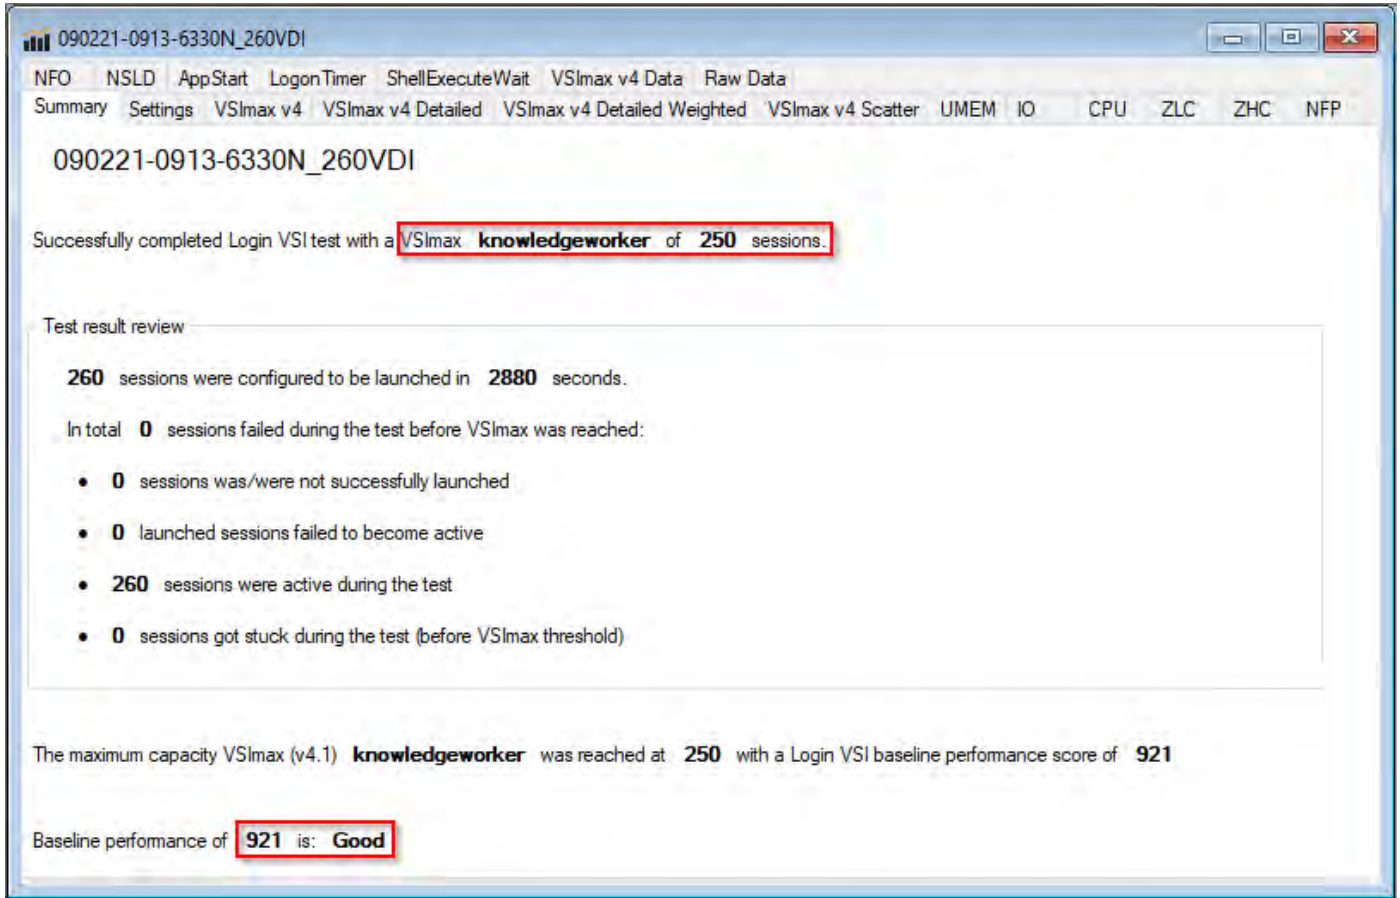 090221-0913-6330N_260VDI
NFO NSLD AppStart LogonTimer ShellExecuteWait VSImax v4 Data Raw Data
Summary Settings VSImax v4 VSImax v4 Detailed VSImax v4 Detailed Weighted VSImax v4 Scatter UMEM IO CPU ZLC ZHC NFP
090221-0913-6330N_260VDI
Successfully completed Login VSI test with a VSImax knowledgeworker of 250 sessions.
Test result review
260 sessions were configured to be launched in 2880 seconds.
In total 0 sessions failed during the test before VSImax was reached:
• 0 sessions was/were not successfully launched
• 0 launched sessions failed to become active
• 260 sessions were active during the test
• 0 sessions got stuck during the test (before VSImax threshold)
The maximum capacity VSImax (v4.1) knowledgeworker was reached at 250 with a Login VSI baseline performance score of 921
Baseline performance of 921 is: Good